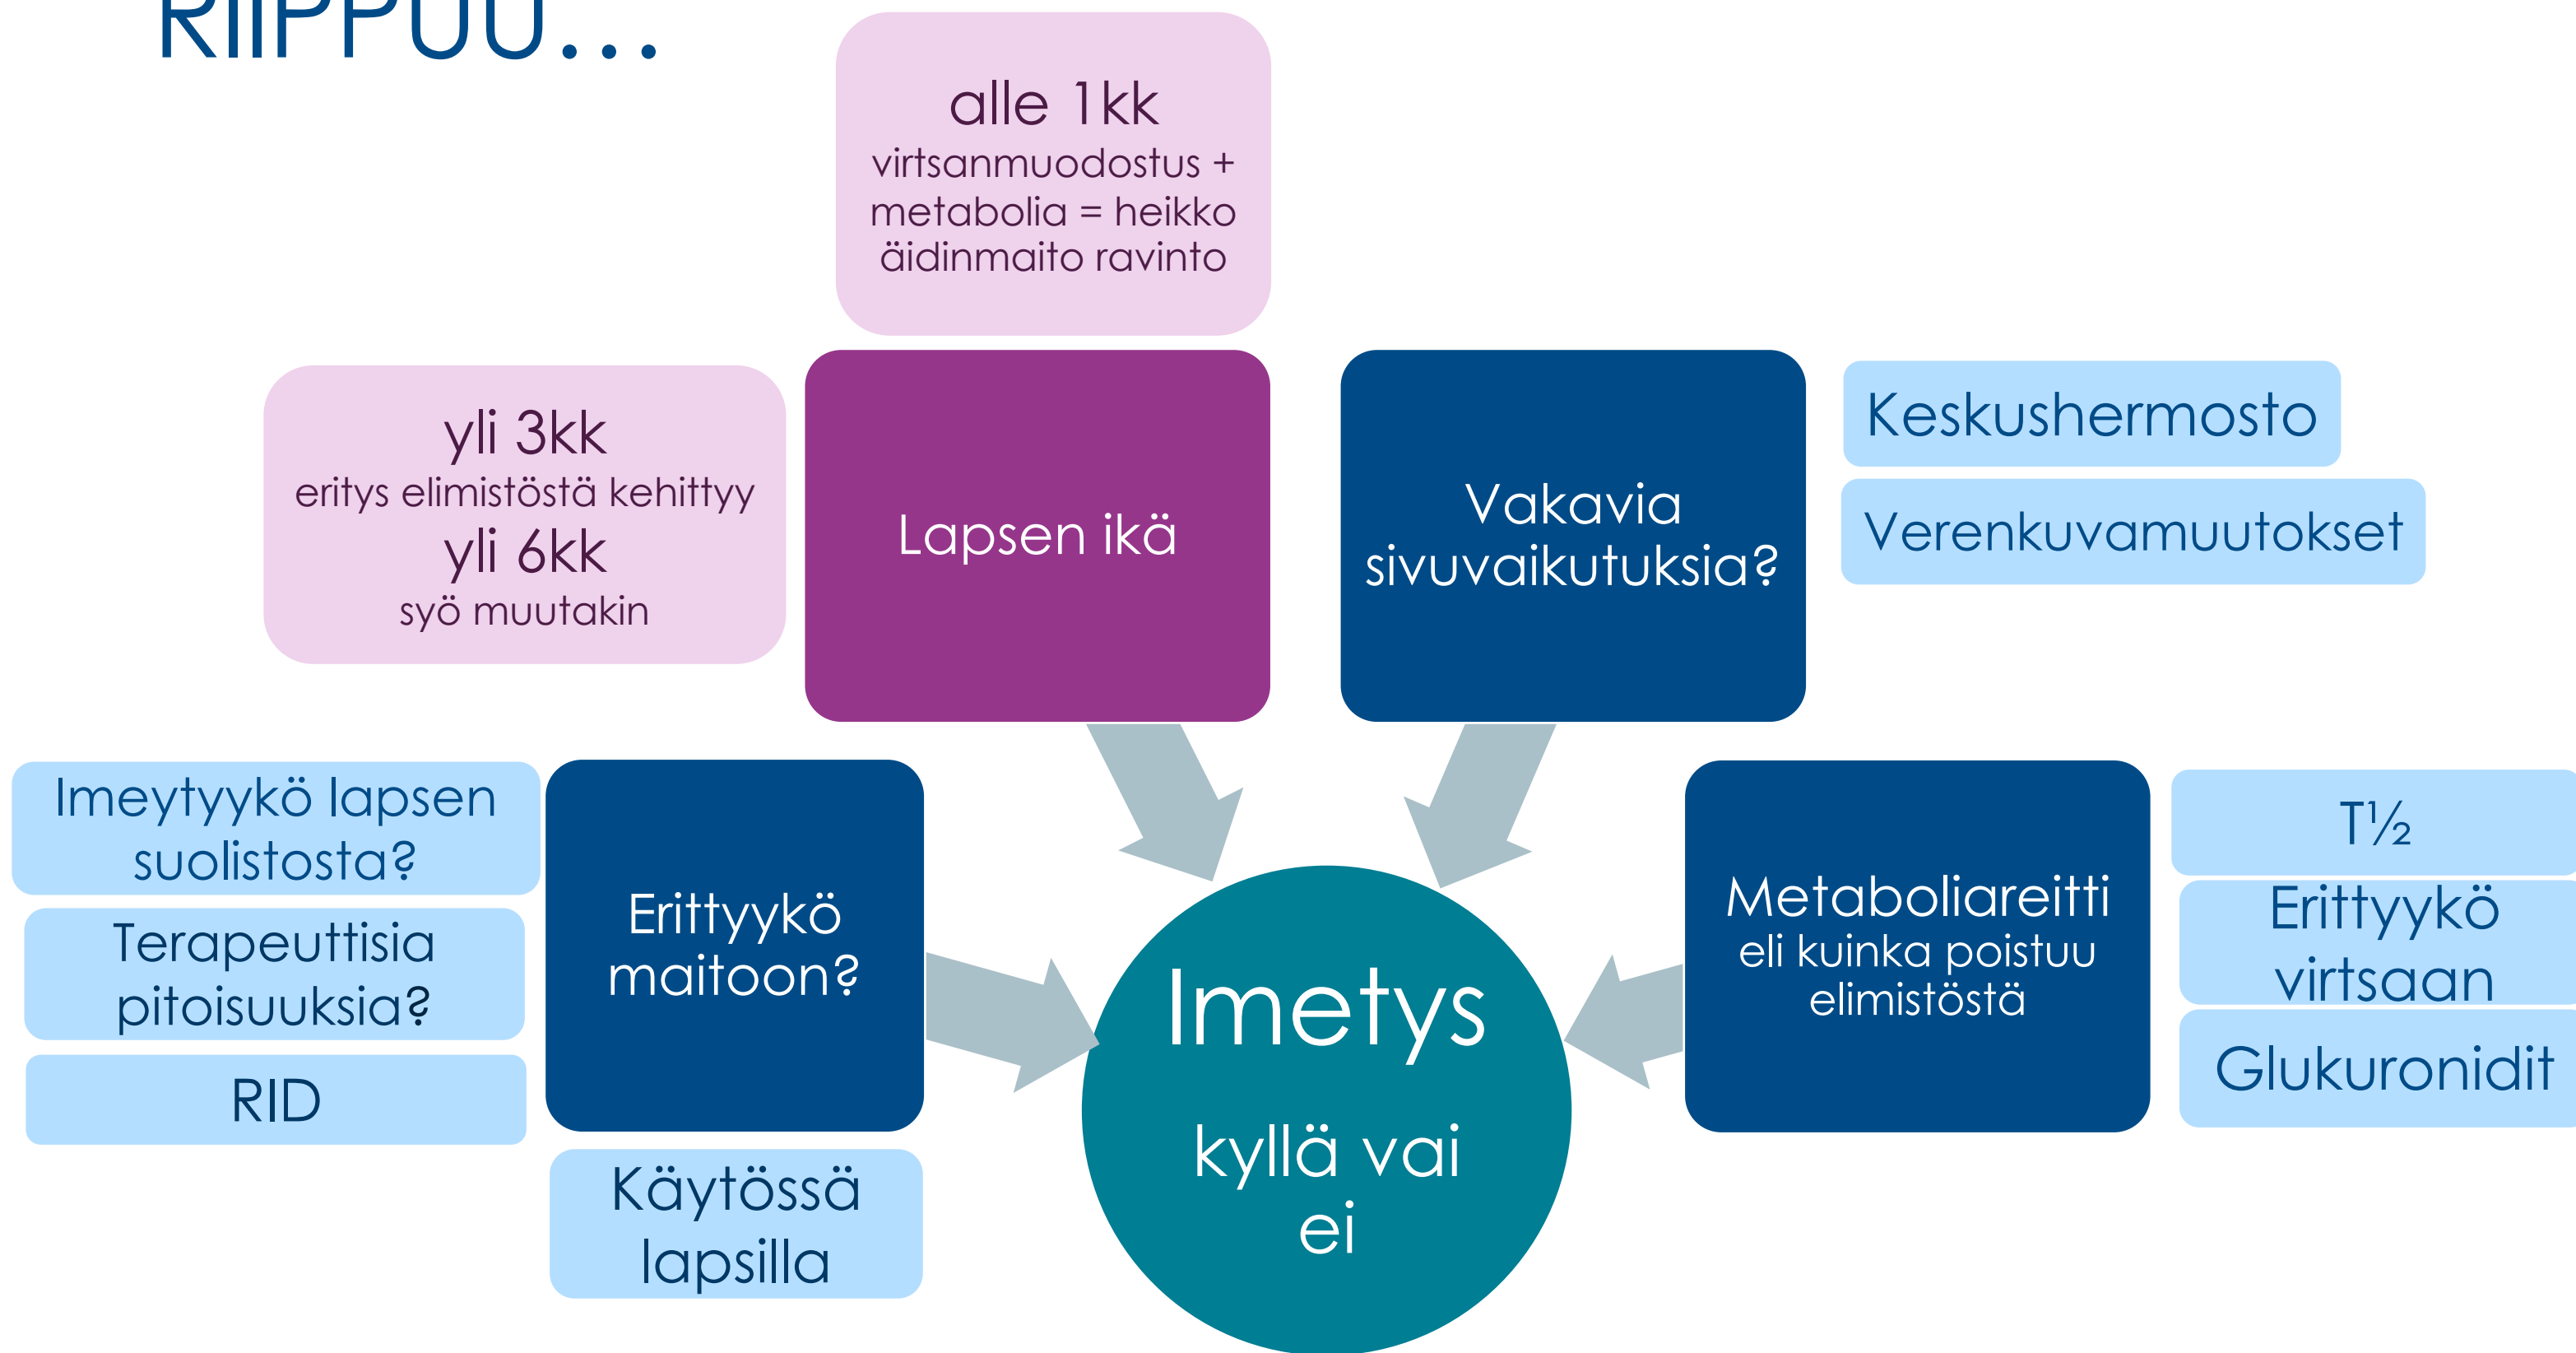 RIIPPUU...
alle 1kk
virtsanmuodostus +
metabolia = heikko
äidinmaito ravinto
yli 3kk
eritys elimistöstä kehittyy
yli 6kk
syö muutakin
Lapsen ikä
Vakavia
sivuvaikutuksia?
Keskushermosto
Verenkuvamuutokset
Imeytyykö lapsen
suolistosta?
Terapeuttisia
pitoisuuksia?
RID
Erittyykö
maitoon?
Käytössä
lapsilla
Imetys
kyllä vai
ei
Metaboliareitti
eli kuinka poistuu
elimistöstä
T½
Erittyykö
virtsaan
Glukuronidit